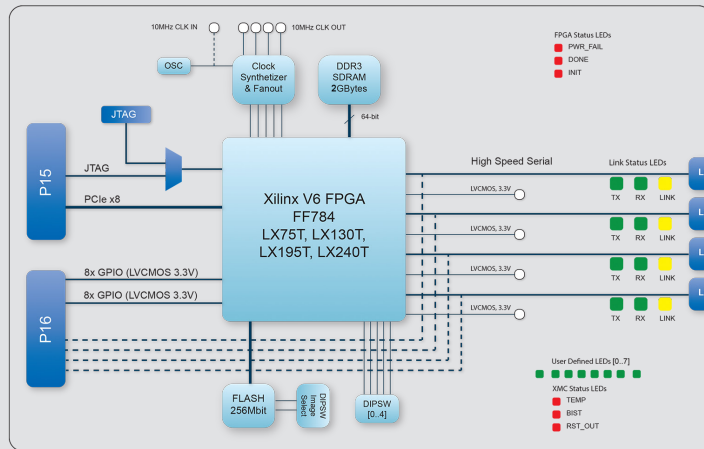 10MHz CLK IN
10MHz CLK OUT
OSC
Clock
Synthetizer
& Fanout
DDR3
SDRAM
2GBytes
64-bit
FPGA Status LEDs
PWR_FAIL
DONE
INIT
JTAG
P15
JTAG
PCIe x8
Xilinx V6 FPGA
FF784
LX75T, LX130T,
LX195T, LX240T
High Speed Serial
Link Status LEDs
LVCMOS, 3.3V
TX RX LINK
LVCMOS, 3.3V
TX RX LINK
LVCMOS, 3.3V
TX RX LINK
LVCMOS, 3.3V
TX RX LINK
P16
8x GPIO (LVCMOS 3.3V)
8x GPIO (LVCMOS 3.3V)
FLASH
256Mbit
DIPSW
Image
Select
DIPSW
[0..4]
User Defined LEDs [0..7]
XMC Status LEDs
TEMP
BIST
RST_OUT